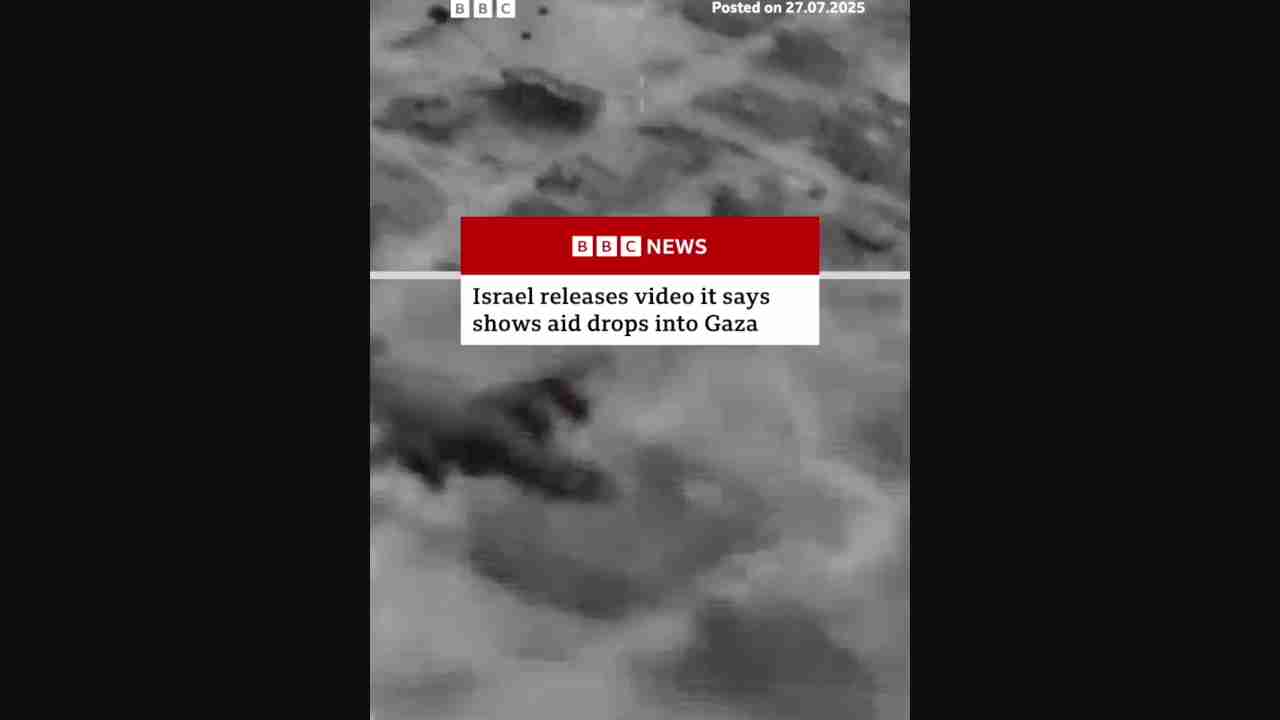 BBC
Posted on 27.07.2025
BBC NEWS
Israel releases video it says
shows aid drops into Gaza